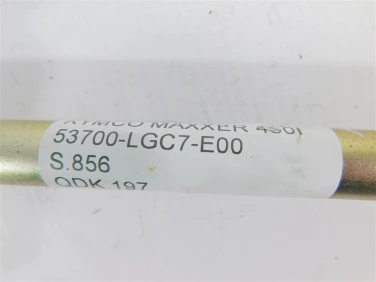 KYMCO MAXXER 450I
53700-LGC7-E00
S.856
ODK 197